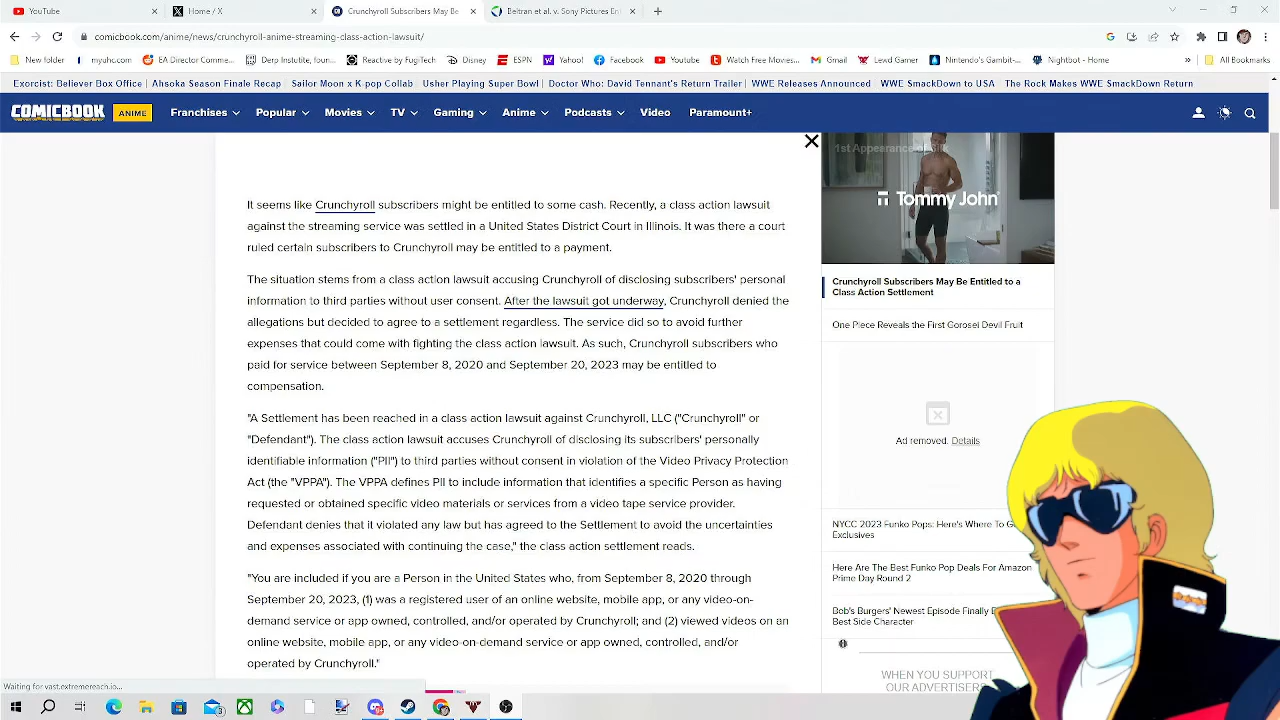 YouTube
Home / X
Crunchyroll Subscribers May Be
Beltran et al. v. Sony Pictures Ent
comicbook.com/anime/news/crunchyroll-anime-streaming-class-action-lawsuit/
New folder
myuhc.com
EA Director Comme...
Derp Institute, foun...
Reactive by FugiTech
Disney
ESPN
Yahoo!
Facebook
Youtube
Watch Free Movies...
Gmail
Lewd Gamer
Nintendo's Gambit-...
Nightbot - Home
»
All Bookmarks
Exorcist: Believer Box Office | Ahsoka Season Finale Recap | Sailor Moon x K-pop Collab | Usher Playing Super Bowl | Doctor Who: David Tennant's Return Trailer | WWE Releases Announced | WWE SmackDown to USA | The Rock Makes WWE SmackDown Return
COMICBOOK
ANIME
Franchises
Popular
Movies
TV
Gaming
Anime
Podcasts
Video
Paramount+
1st Appearance of Silk
Tommy John
It seems like Crunchyroll subscribers might be entitled to some cash. Recently, a class action lawsuit
against the streaming service was settled in a United States District Court in Illinois. It was there a court
ruled certain subscribers to Crunchyroll may be entitled to a payment.
The situation stems from a class action lawsuit accusing Crunchyroll of disclosing subscribers' personal
information to third parties without user consent. After the lawsuit got underway, Crunchyroll denied the
allegations but decided to agree to a settlement regardless. The service did so to avoid further
expenses that could come with fighting the class action lawsuit. As such, Crunchyroll subscribers who
paid for service between September 8, 2020 and September 20, 2023 may be entitled to
compensation.
"A Settlement has been reached in a class action lawsuit against Crunchyroll, LLC ("Crunchyroll" or
"Defendant"). The class action lawsuit accuses Crunchyroll of disclosing its subscribers' personally
identifiable information ("PII") to third parties without consent in violation of the Video Privacy Protection
Act (the "VPPA"). The VPPA defines PII to include information that identifies a specific Person as having
requested or obtained specific video materials or services from a video tape service provider.
Defendant denies that it violated any law but has agreed to the Settlement to avoid the uncertainties
and expenses associated with continuing the case," the class action settlement reads.
"You are included if you are a Person in the United States who, from September 8, 2020 through
September 20, 2023, (1) was a registered user of an online website, mobile app, or any video-on-
demand service or app owned, controlled, and/or operated by Crunchyroll; and (2) viewed videos on an
online website, mobile app, or any video-on-demand service or app owned, controlled, and/or
operated by Crunchyroll."
Crunchyroll Subscribers May Be Entitled to a
Class Action Settlement
One Piece Reveals the First Gorosei Devil Fruit
Ad removed. Details
NYCC 2023 Funko Pops: Here's Where To
Exclusives
Here Are The Best Funko Pop Deals For Amazon
Prime Day Round 2
Bob's Burgers' Newest Episode Finally
Best Side Character
WHEN YOU SUPPORT
OUR ADVERTISERS
Waiting for vast.extremereach.io...